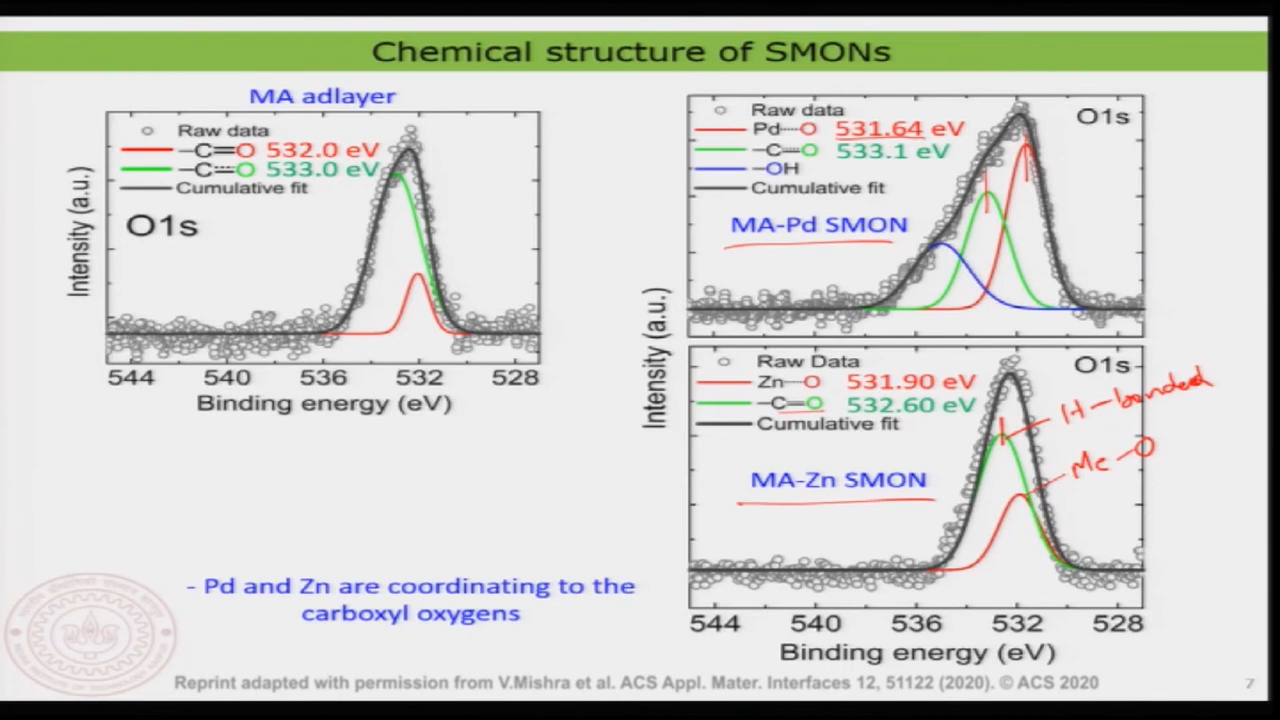 Chemical structure of SMONs
MA adlayer
Raw data
–C=O 532.0 eV
–C┈O 533.0 eV
Cumulative fit
O1s
Intensity (a.u.)
544 540 536 532 528
Binding energy (eV)
Raw data
Pd┈O 531.64 eV
–C┈O 533.1 eV
–OH
Cumulative fit
O1s
MA-Pd SMON
Intensity (a.u.)
Raw Data
Zn┈O 531.90 eV
–C=O 532.60 eV
Cumulative fit
O1s
H-bonded
Me-O
MA-Zn SMON
544 540 536 532 528
Binding energy (eV)
- Pd and Zn are coordinating to the
carboxyl oxygens
Reprint adapted with permission from V.Mishra et al. ACS Appl. Mater. Interfaces 12, 51122 (2020). © ACS 2020
7